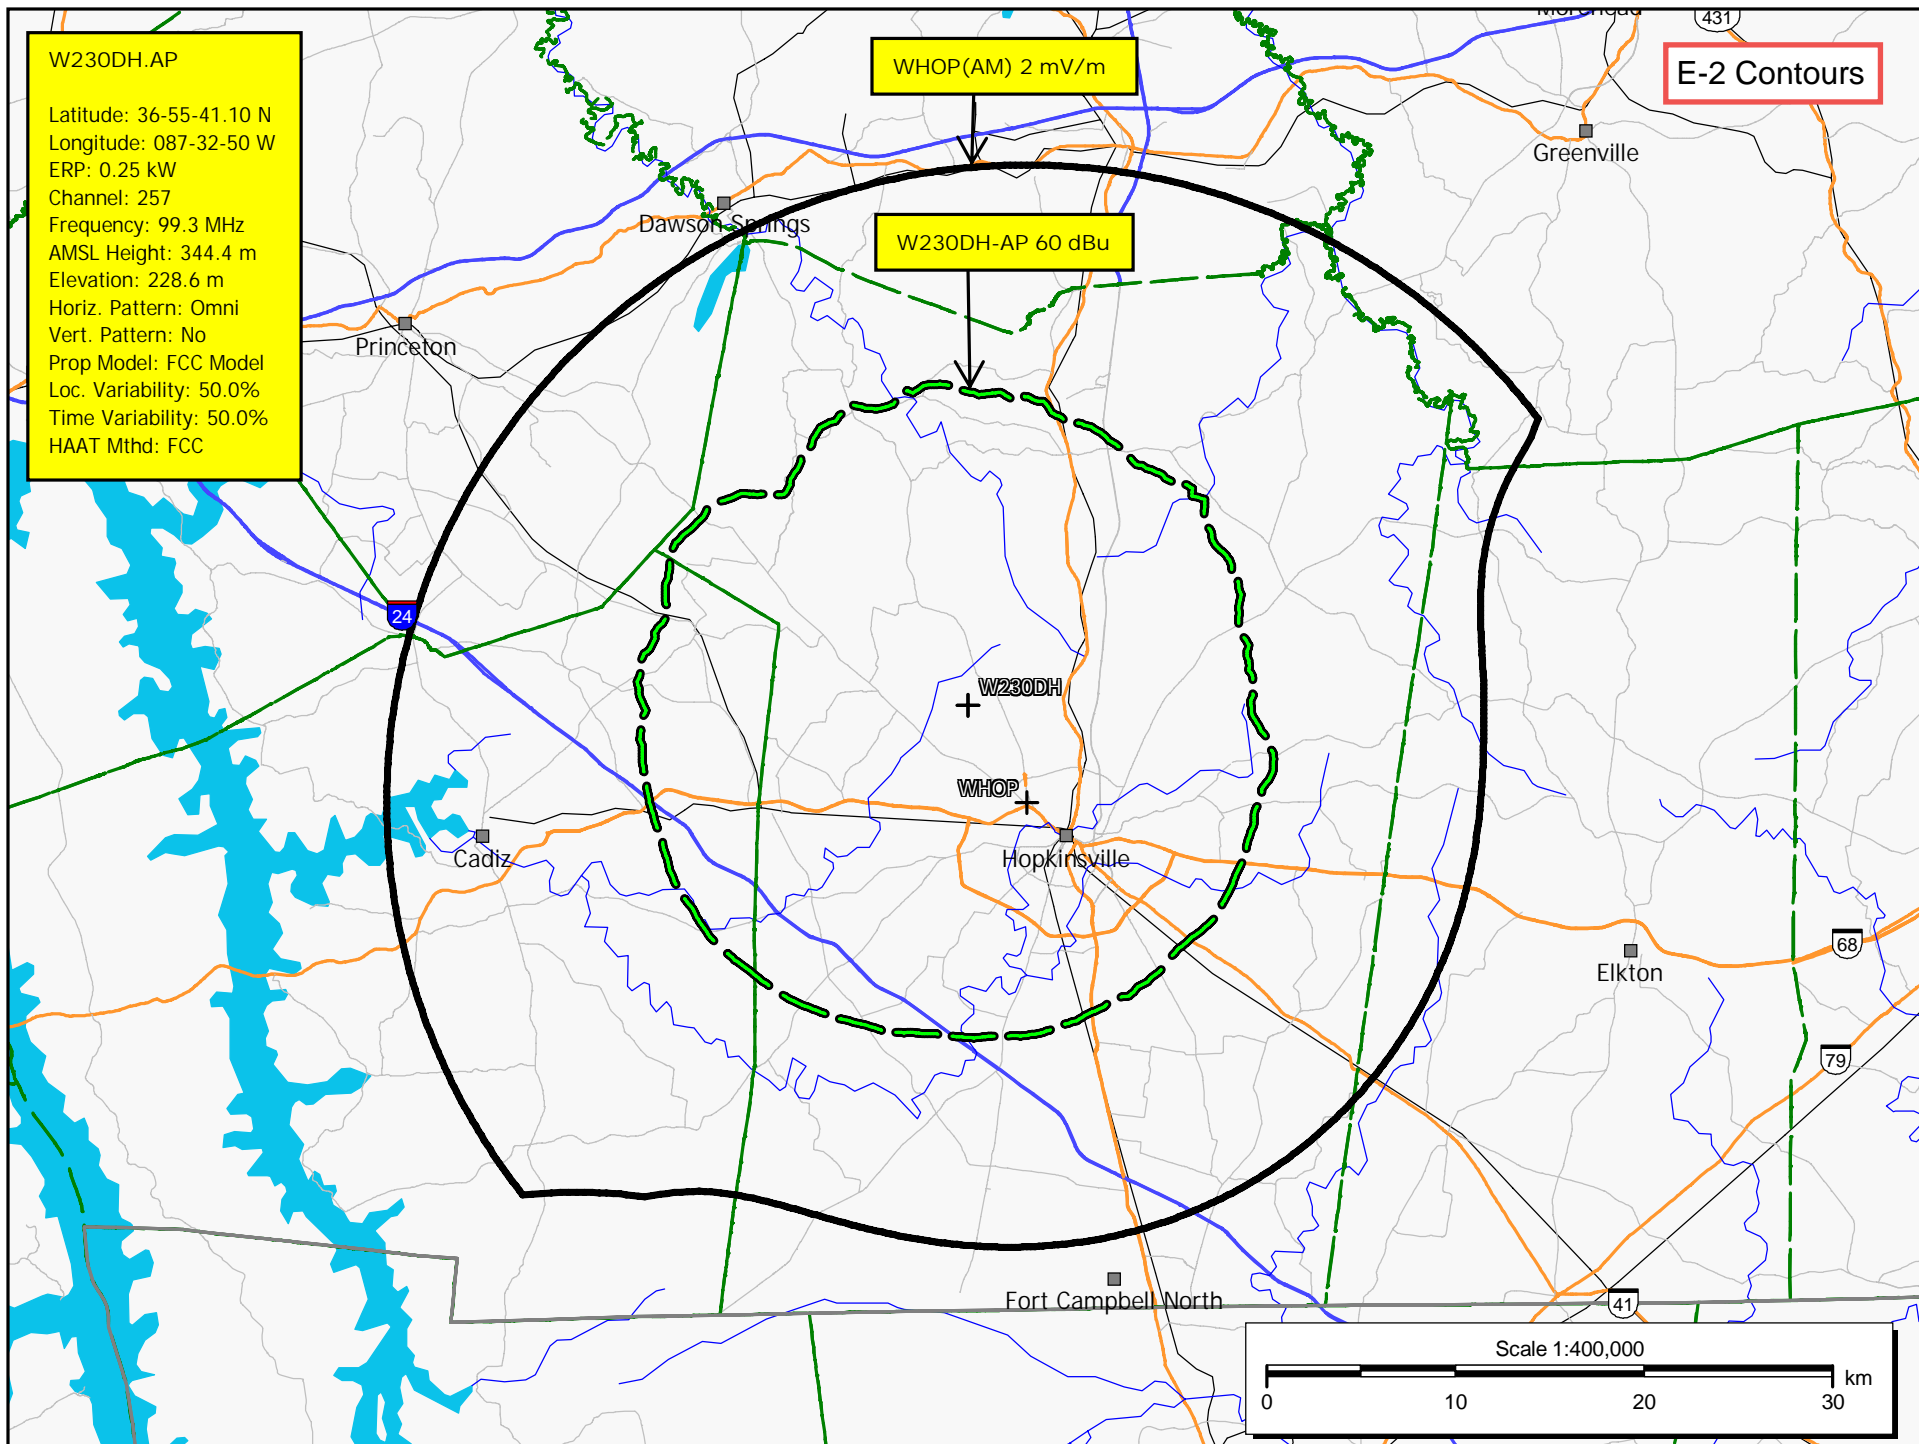 Morehead
431
W230DH.AP
Latitude: 36-55-41.10 N
Longitude: 087-32-50 W
ERP: 0.25 kW
Channel: 257
Frequency: 99.3 MHz
AMSL Height: 344.4 m
Elevation: 228.6 m
Horiz. Pattern: Omni
Vert. Pattern: No
Prop Model: FCC Model
Loc. Variability: 50.0%
Time Variability: 50.0%
HAAT Mthd: FCC
WHOP(AM) 2 mV/m
E-2 Contours
Greenville
Dawson Springs
W230DH-AP 60 dBu
Princeton
24
W230DH
WHOP
Cadiz
Hopkinsville
68
Elkton
79
Fort Campbell North
41
Scale 1:400,000
km
0 10 20 30